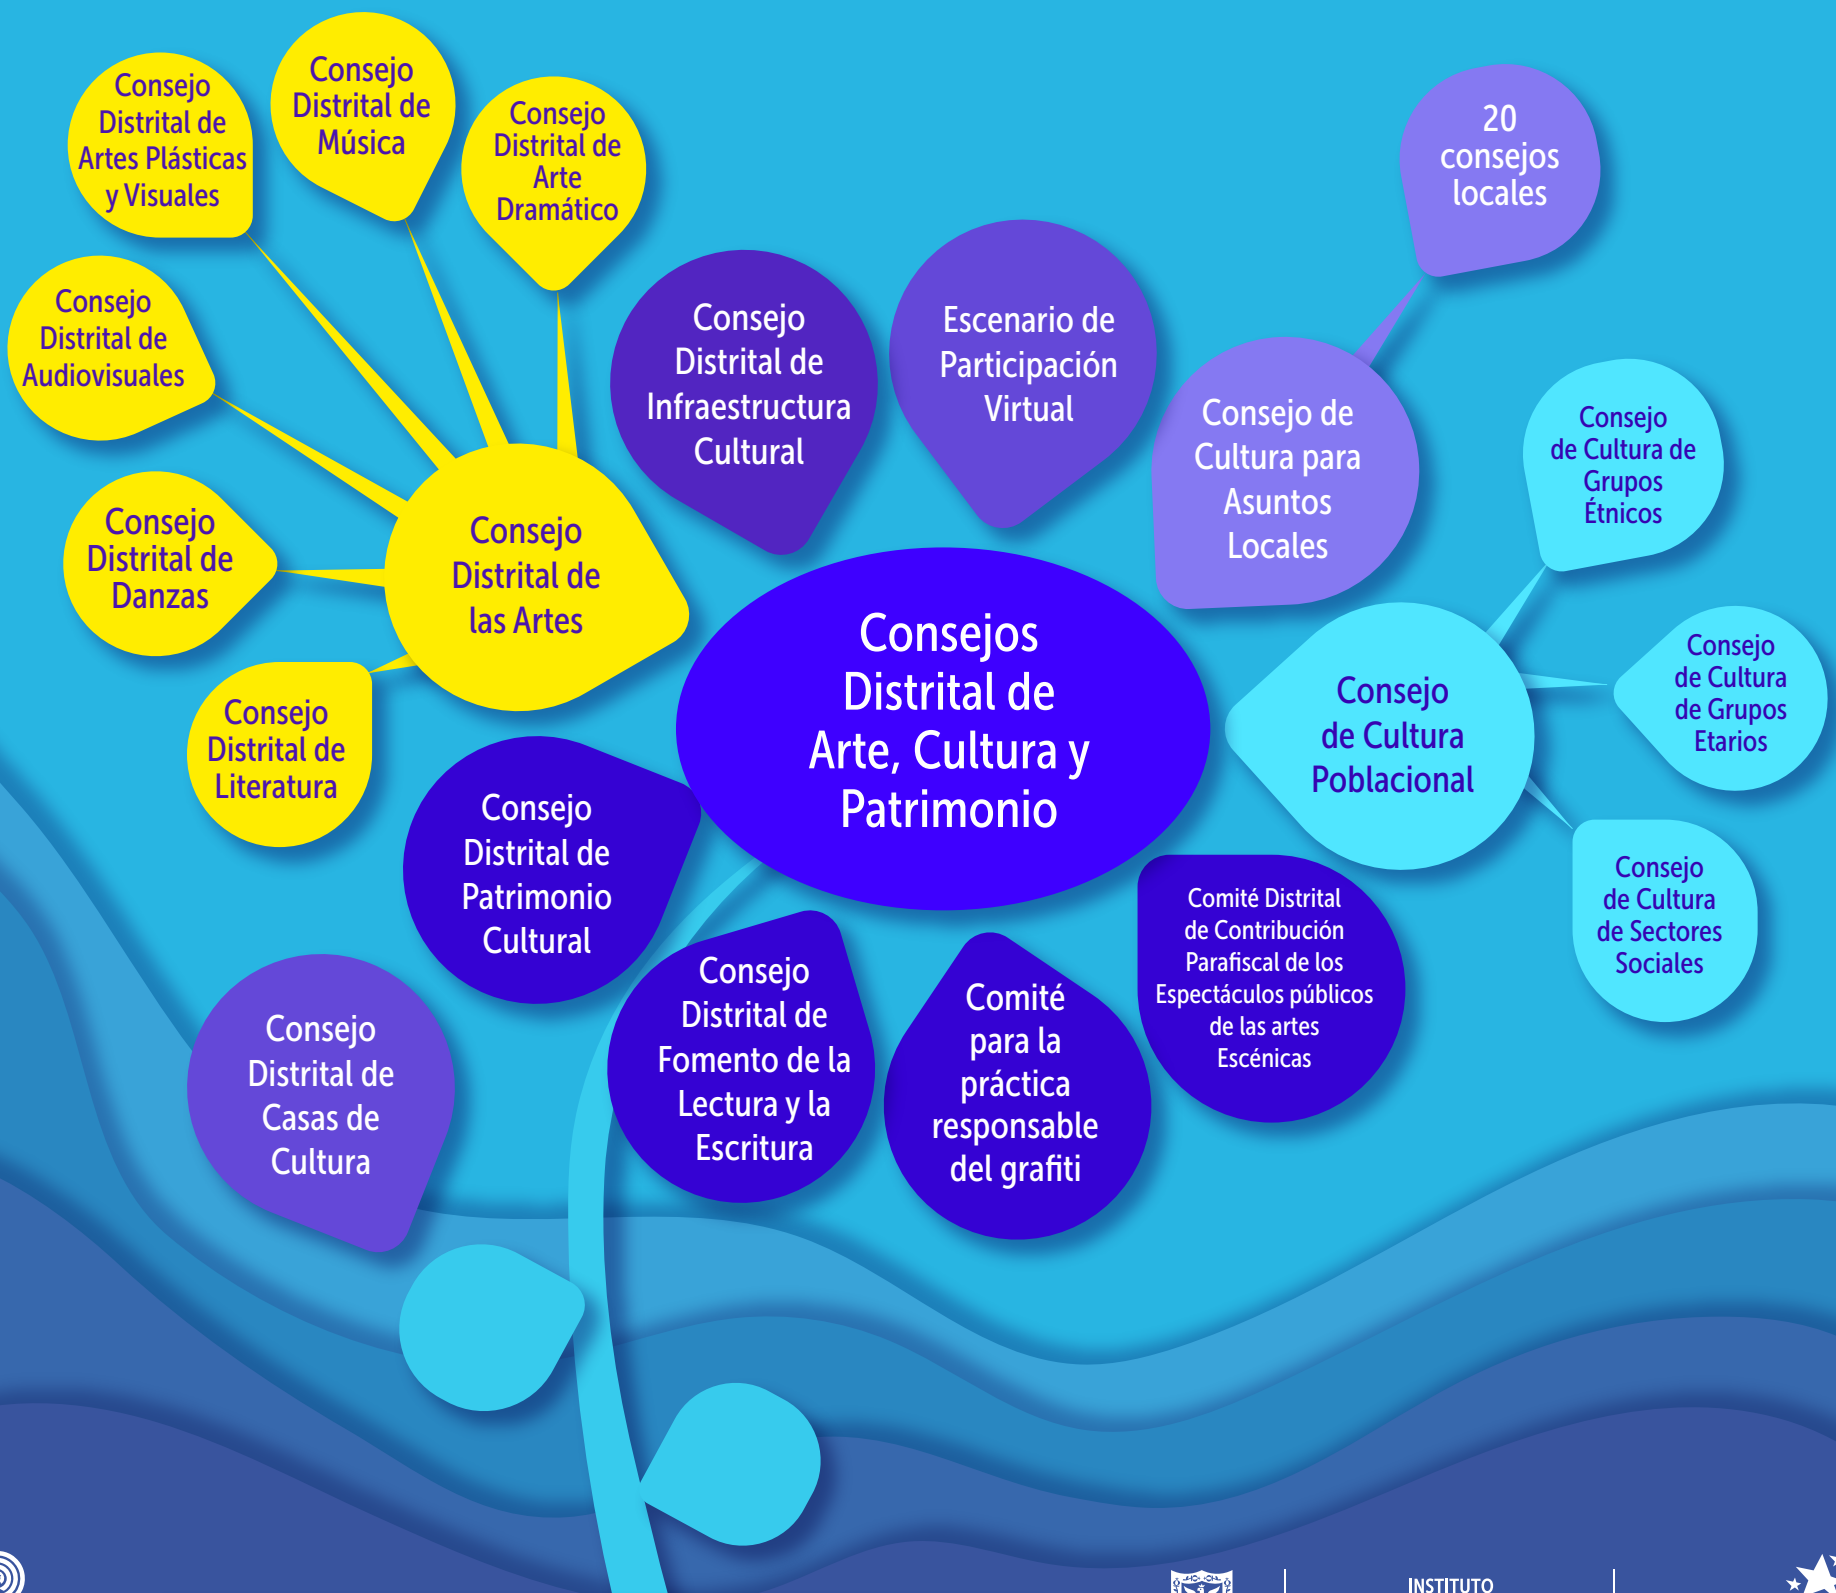 Consejo
Distrital de
Artes Plásticas
y Visuales
Consejo
Distrital de
Música
Consejo
Distrital de
Arte
Dramático
20
consejos
locales
Consejo
Distrital de
Audiovisuales
Consejo
Distrital de
Infraestructura
Cultural
Escenario de
Participación
Virtual
Consejo de
Cultura para
Asuntos
Locales
Consejo
de Cultura de
Grupos
Étnicos
Consejo
Distrital de
Danzas
Consejo
Distrital de
las Artes
Consejos
Distrital de
Arte, Cultura y
Patrimonio
Consejo
de Cultura
Poblacional
Consejo
de Cultura
de Grupos
Etarios
Consejo
Distrital de
Literatura
Consejo
Distrital de
Patrimonio
Cultural
Comité Distrital
de Contribución
Parafiscal de los
Espectáculos públicos
de las artes
Escénicas
Consejo
de Cultura
de Sectores
Sociales
Consejo
Distrital de
Casas de
Cultura
Consejo
Distrital de
Fomento de la
Lectura y la
Escritura
Comité
para la
práctica
responsable
del grafiti
INSTITUTO